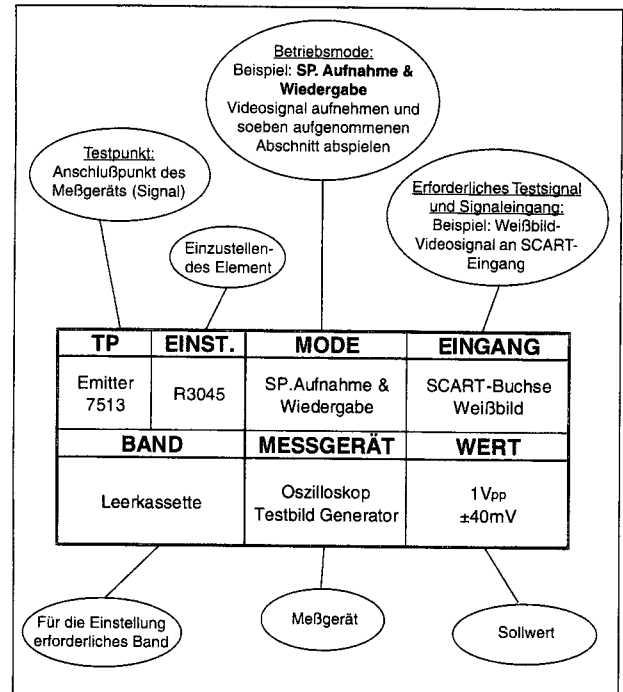 Betriebsmode:
Beispiel: SP. Aufnahme &
Wiedergabe
Videosignal aufnehmen und
soeben aufgenommenen
Abschnitt abspielen
Testpunkt:
Anschlußpunkt des
Meßgeräts (Signal)
Einzustellen-
des Element
Erforderliches Testsignal
und Signaleingang:
Beispiel: Weißbild-
Videosignal an SCART-
Eingang
TP EINST. MODE EINGANG
Emitter
7513
R3045
SP.Aufnahme &
Wiedergabe
SCART-Buchse
Weißbild
BAND MESSGERÄT WERT
Leerkassette
Oszilloskop
Testbild Generator
1Vpp
±40mV
Für die Einstellung
erforderliches Band
Meßgerät
Sollwert